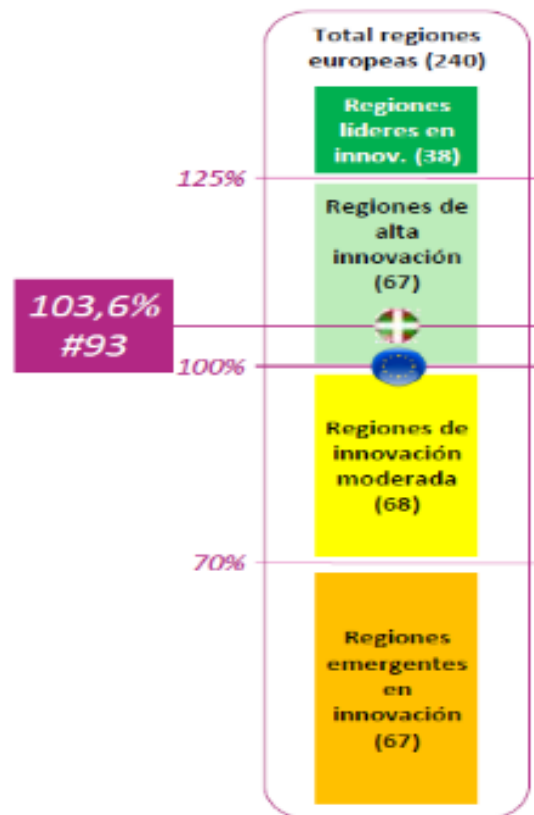 Total regiones
europeas (240)
Regiones
líderes en
innov. (38)
125%
Regiones de
alta
innovación
(67)
103,6%
#93
100%
Regiones de
innovación
moderada
(68)
70%
Regiones
emergentes
en
innovación
(67)